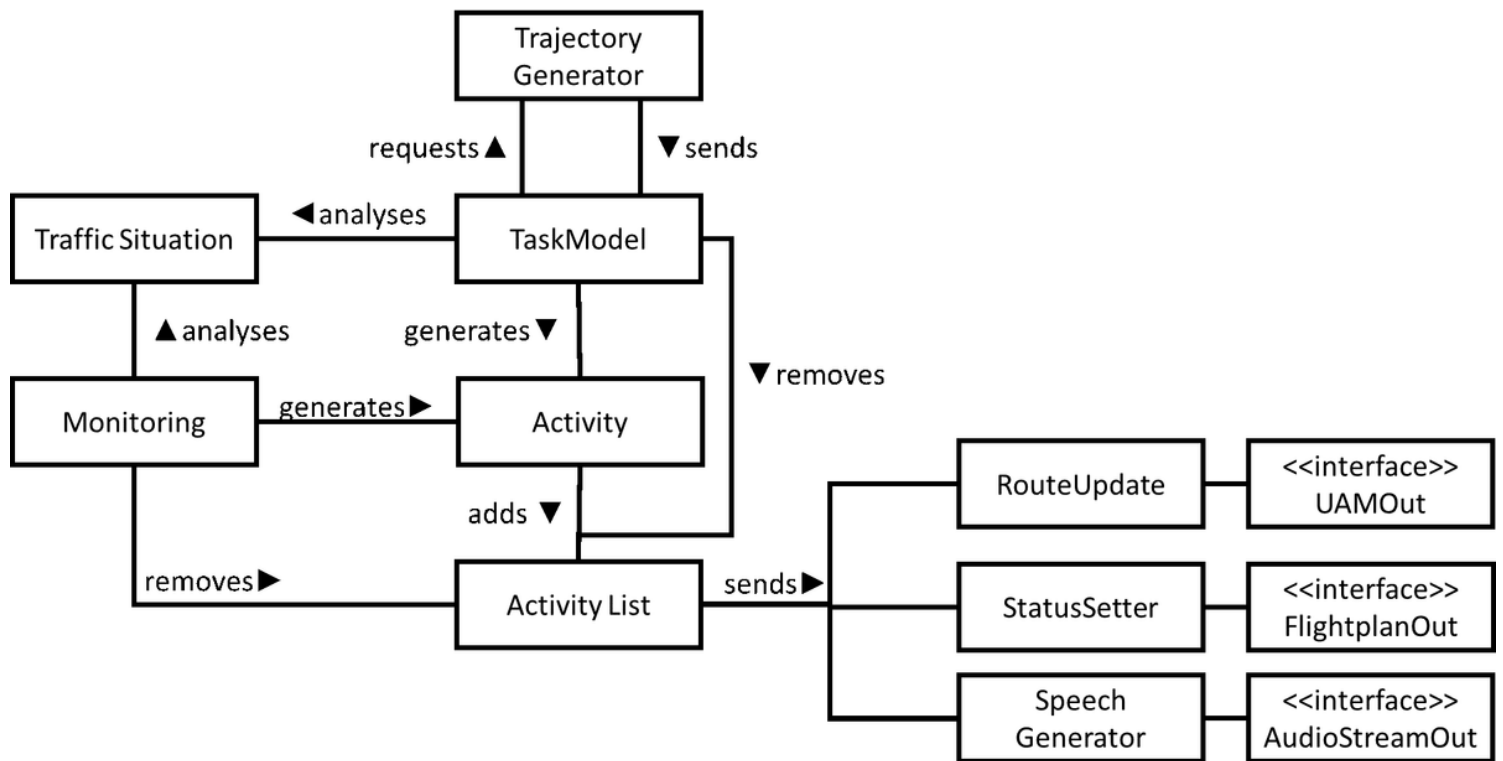 Trajectory
Generator
requests▲
▼sends
◄analyses
Traffic Situation
TaskModel
▲analyses
generates▼
▼removes
Monitoring
generates►
Activity
RouteUpdate
<<interface>>
UAMOut
adds ▼
removes►
Activity List
sends►
StatusSetter
<<interface>>
FlightplanOut
Speech
Generator
<<interface>>
AudioStreamOut